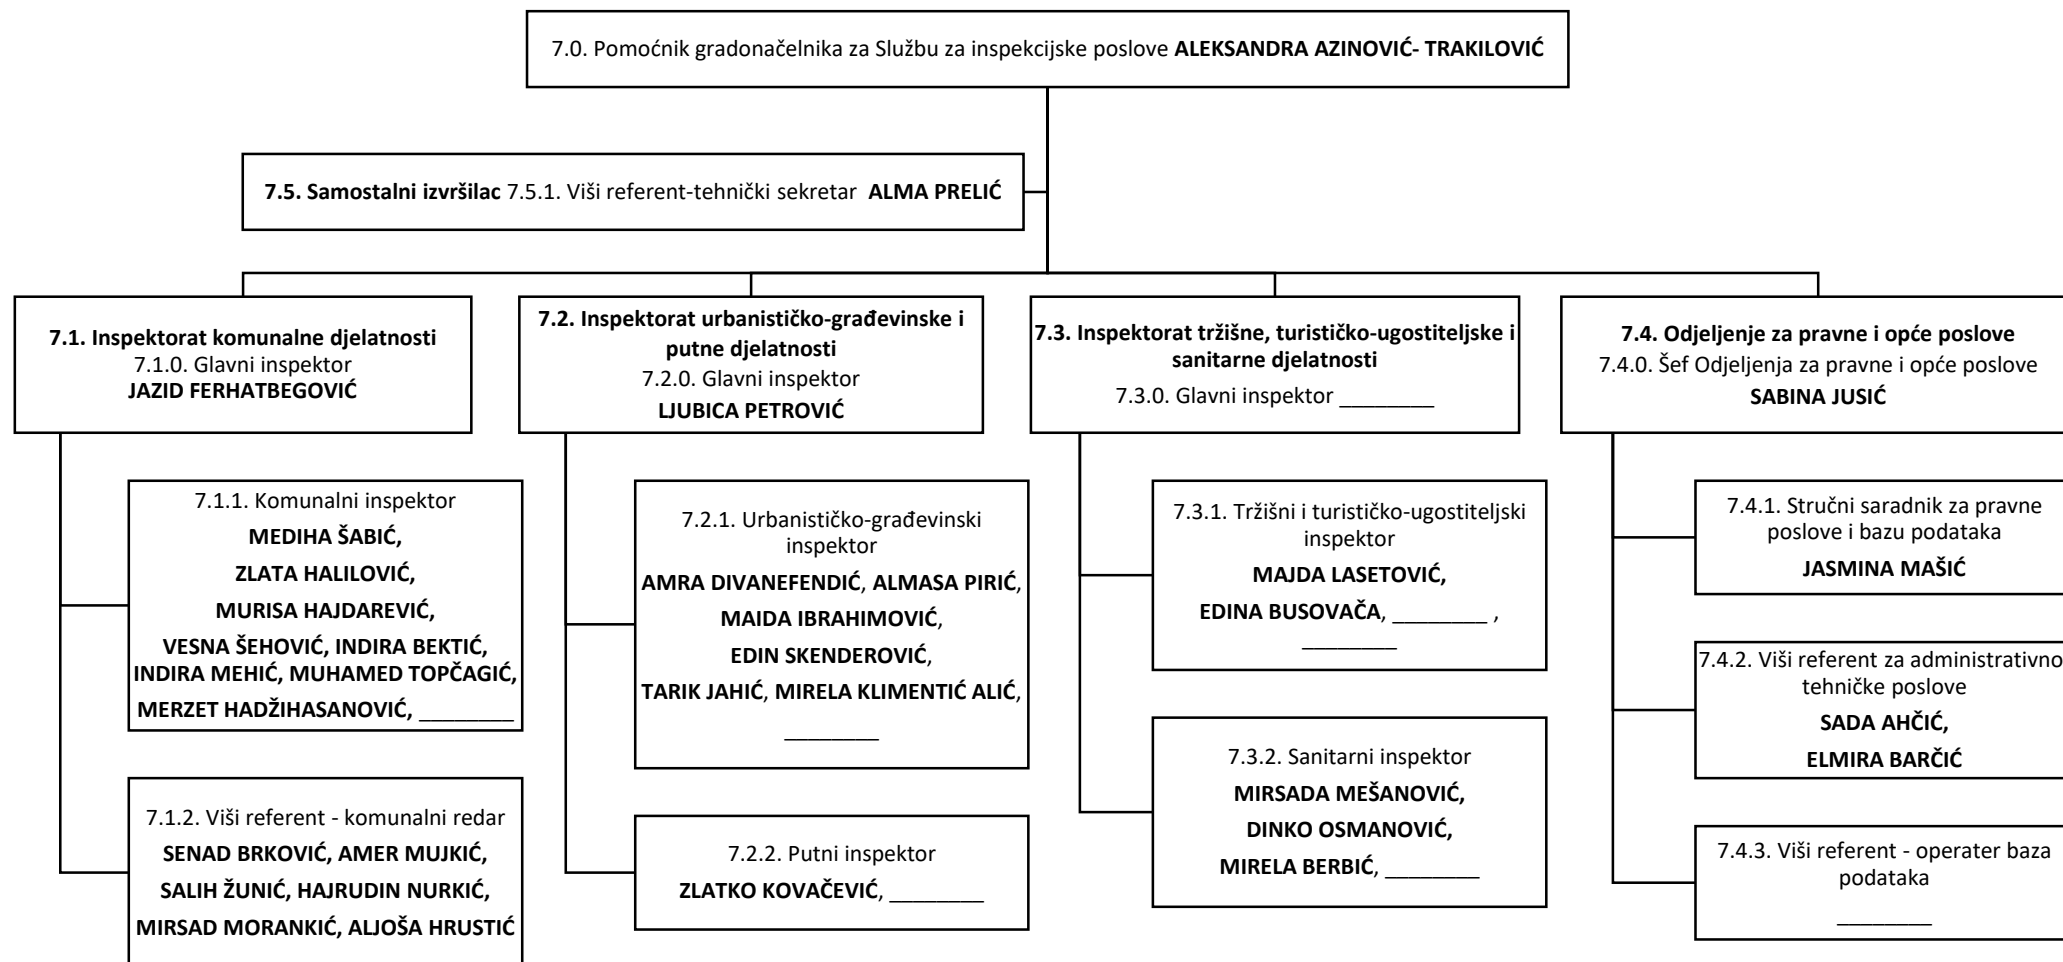 7.0. Pomoćnik gradonačelnika za Službu za inspekcijske poslove ALEKSANDRA AZINOVIĆ- TRAKILOVIĆ
7.5. Samostalni izvršilac 7.5.1. Viši referent-tehnički sekretar ALMA PRELIĆ
7.1. Inspektorat komunalne djelatnosti
7.1.0. Glavni inspektor
JAZID FERHATBEGOVIĆ
7.1.1. Komunalni inspektor
MEDIHA ŠABIĆ,
ZLATA HALILOVIĆ,
MURISA HAJDAREVIĆ,
VESNA ŠEHOVIĆ, INDIRA BEKTIĆ,
INDIRA MEHIĆ, MUHAMED TOPČAGIĆ,
MERZET HADŽIHASANOVIĆ, ________
7.1.2. Viši referent - komunalni redar
SENAD BRKOVIĆ, AMER MUJKIĆ,
SALIH ŽUNIĆ, HAJRUDIN NURKIĆ,
MIRSAD MORANKIĆ, ALJOŠA HRUSTIĆ
7.2. Inspektorat urbanističko-građevinske i
putne djelatnosti
7.2.0. Glavni inspektor
LJUBICA PETROVIĆ
7.2.1. Urbanističko-građevinski
inspektor
AMRA DIVANEFENDIĆ, ALMASA PIRIĆ,
MAIDA IBRAHIMOVIĆ,
EDIN SKENDEROVIĆ,
TARIK JAHIĆ, MIRELA KLIMENTIĆ ALIĆ,
________
7.2.2. Putni inspektor
ZLATKO KOVAČEVIĆ, ________
7.3. Inspektorat tržišne, turističko-ugostiteljske i
sanitarne djelatnosti
7.3.0. Glavni inspektor ________
7.3.1. Tržišni i turističko-ugostiteljski
inspektor
MAJDA LASETOVIĆ,
EDINA BUSOVAČA, ________ ,
________
7.3.2. Sanitarni inspektor
MIRSADA MEŠANOVIĆ,
DINKO OSMANOVIĆ,
MIRELA BERBIĆ, ________
7.4. Odjeljenje za pravne i opće poslove
7.4.0. Šef Odjeljenja za pravne i opće poslove
SABINA JUSIĆ
7.4.1. Stručni saradnik za pravne
poslove i bazu podataka
JASMINA MAŠIĆ
7.4.2. Viši referent za administrativno
tehničke poslove
SADA AHČIĆ,
ELMIRA BARČIĆ
7.4.3. Viši referent - operater baza
podataka
________